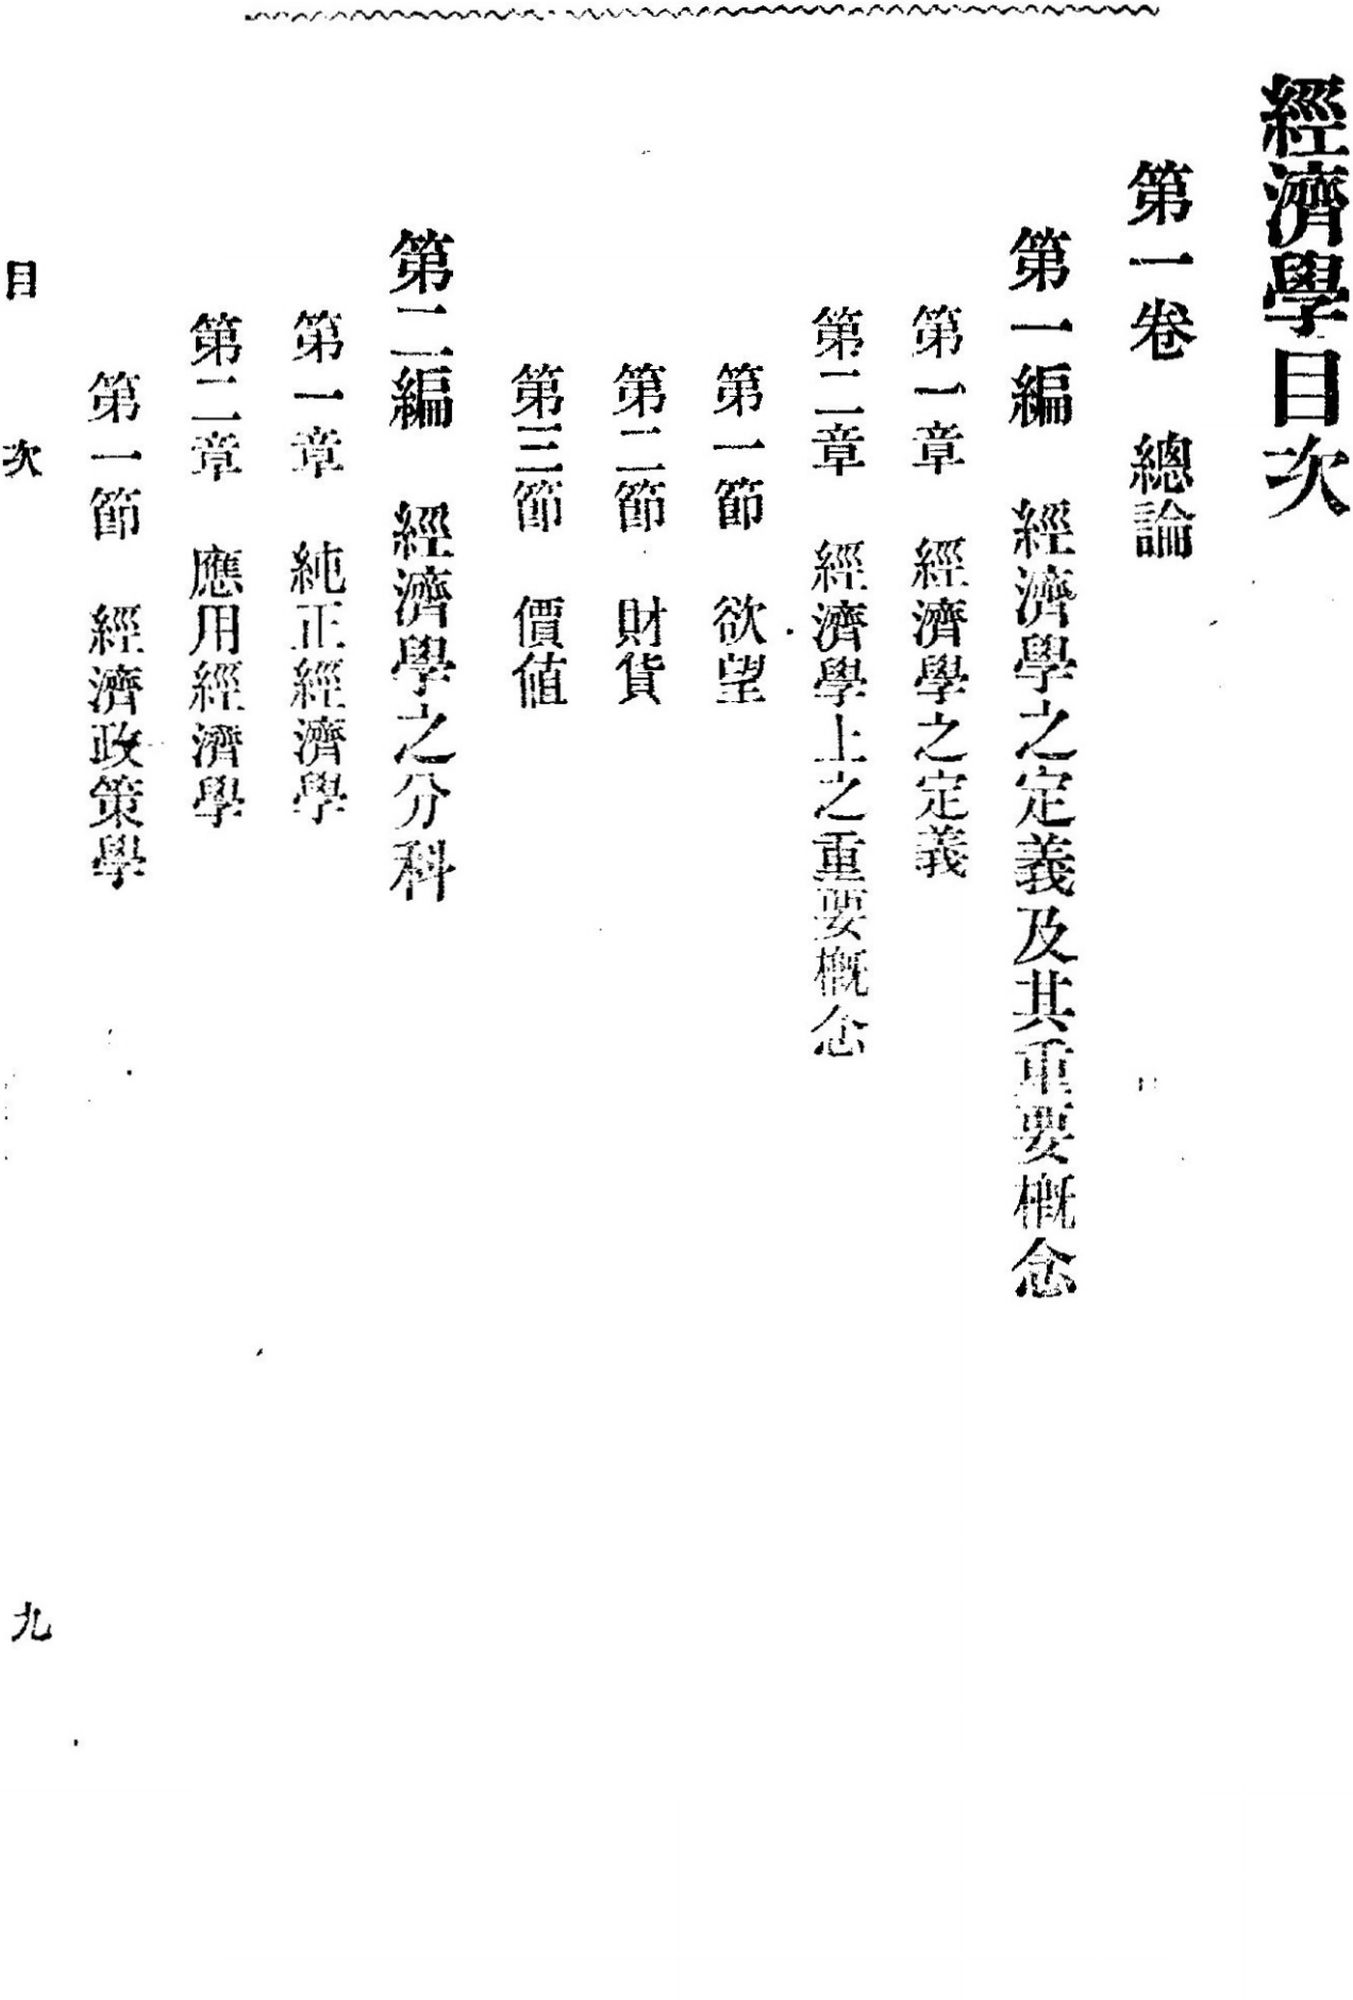 經濟學目次
第一卷　總論
第一編　經濟學之定義及其重要槪念
第一章　經濟學之定義
第二章　經濟學上之重要槪念
第一節　欲望
第二節　財貨
第三節　價値
第二編　經濟學之分科
第一章　純正經濟學
第二章　應用經濟學
第一節　經濟政策學
目次
九